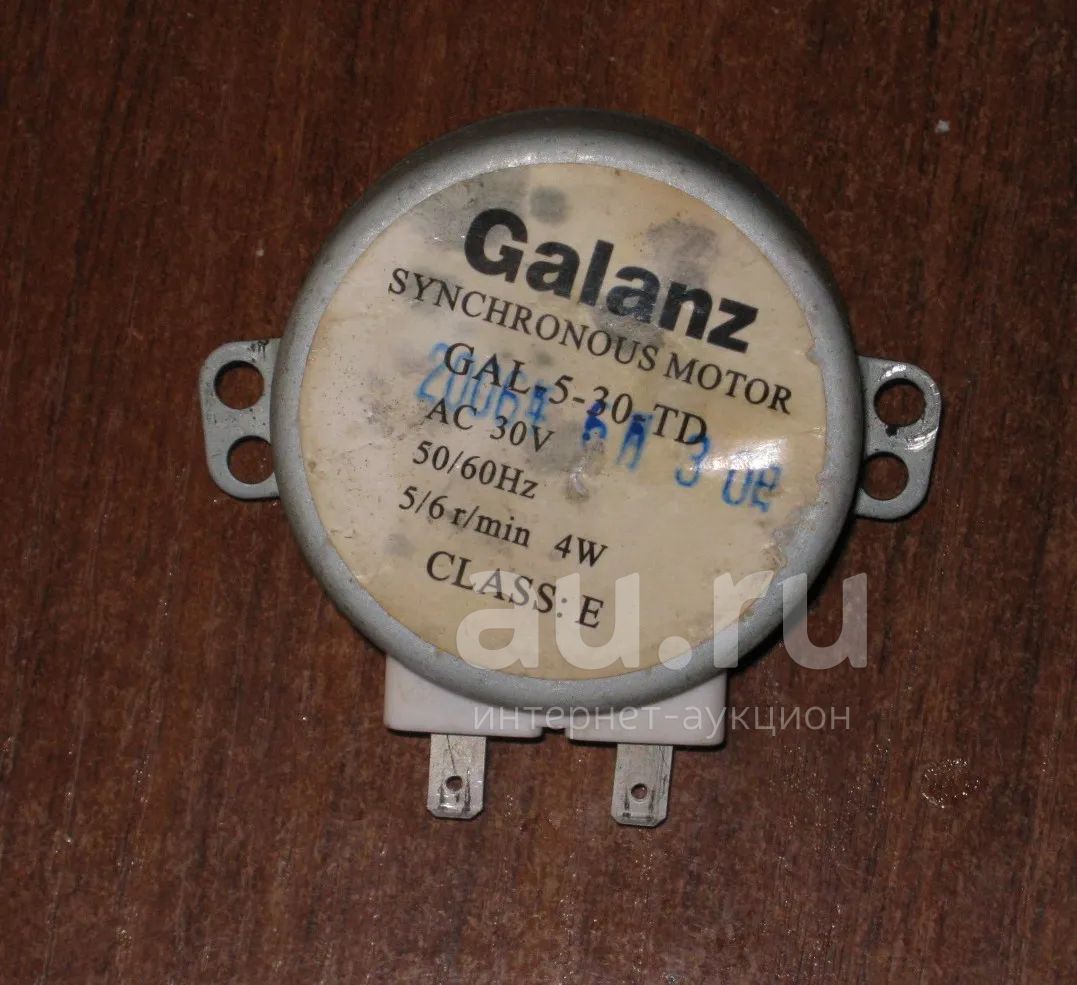 Galanz
SYNCHRONOUS MOTOR
GAL-5-30-TD
AC 30V
50/60Hz
5/6 r/min 4W
CLASS: E
au.ru
интернет-аукцион